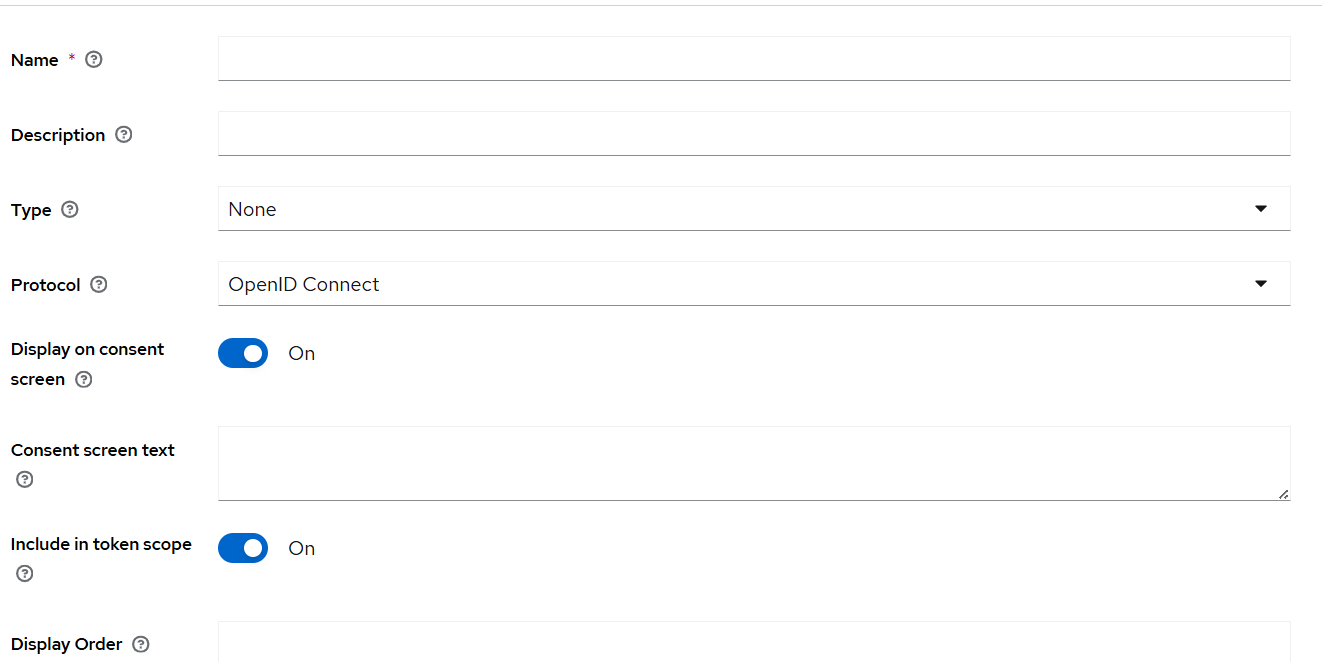 Name *
Description
Type
None
Protocol
OpenID Connect
Display on consent
screen
On
Consent screen text
Include in token scope
On
Display Order